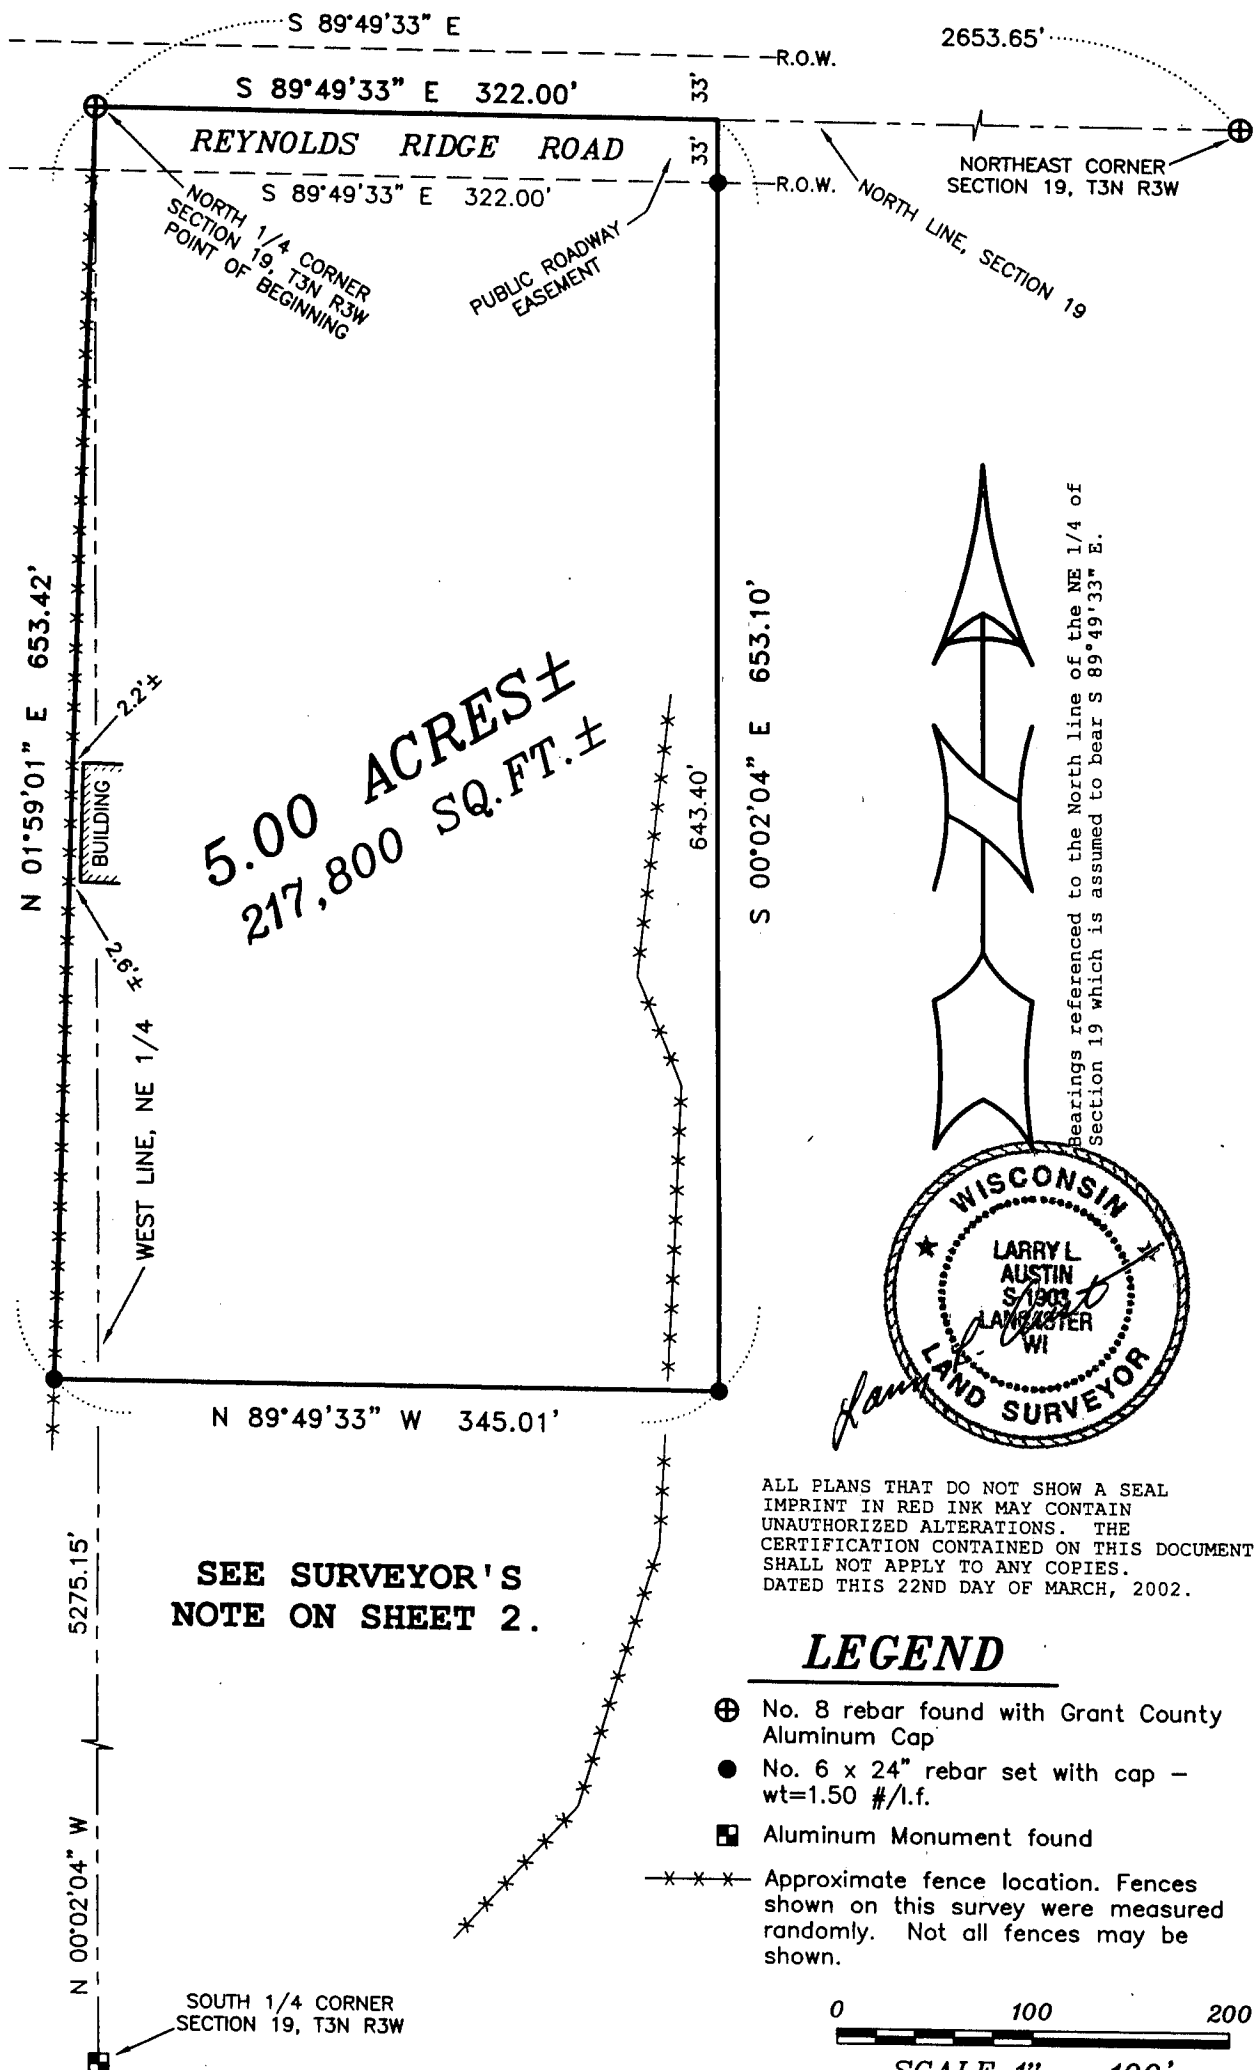 S 89°49'33" E
2653.65'
R.O.W.
S 89°49'33" E 322.00'
33'
REYNOLDS RIDGE ROAD
33'
NORTHEAST CORNER
SECTION 19, T3N R3W
S 89°49'33" E 322.00'
R.O.W.
NORTH LINE, SECTION 19
NORTH 1/4 CORNER
SECTION 19, T3N R3W
POINT OF BEGINNING
PUBLIC ROADWAY
EASEMENT
N 01°59'01" E 653.42'
2.2'±
BUILDING
2.6'±
WEST LINE, NE 1/4
5.00 ACRES±
217,800 SQ.FT.±
643.40'
S 00°02'04" E 653.10'
Bearings referenced to the North line of the NE 1/4 of
Section 19 which is assumed to bear S 89°49'33" E.
WISCONSIN
LARRY L.
AUSTIN
S-1903
LANCASTER
WI
LAND SURVEYOR
N 89°49'33" W 345.01'
ALL PLANS THAT DO NOT SHOW A SEAL
IMPRINT IN RED INK MAY CONTAIN
UNAUTHORIZED ALTERATIONS. THE
CERTIFICATION CONTAINED ON THIS DOCUMENT
SHALL NOT APPLY TO ANY COPIES.
DATED THIS 22ND DAY OF MARCH, 2002.
SEE SURVEYOR'S
NOTE ON SHEET 2.
N 00°02'04" W 5275.15'
LEGEND
No. 8 rebar found with Grant County
Aluminum Cap
No. 6 x 24" rebar set with cap –
wt=1.50 #/l.f.
Aluminum Monument found
Approximate fence location. Fences
shown on this survey were measured
randomly. Not all fences may be
shown.
SOUTH 1/4 CORNER
SECTION 19, T3N R3W
0 100 200